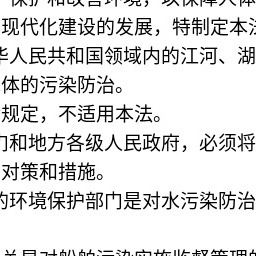 保护和改善环境，以保障人体
现代化建设的发展，特制定本法
华人民共和国领域内的江河、湖
体的污染防治。
规定，不适用本法。
门和地方各级人民政府，必须将
对策和措施。
的环境保护部门是对水污染防治